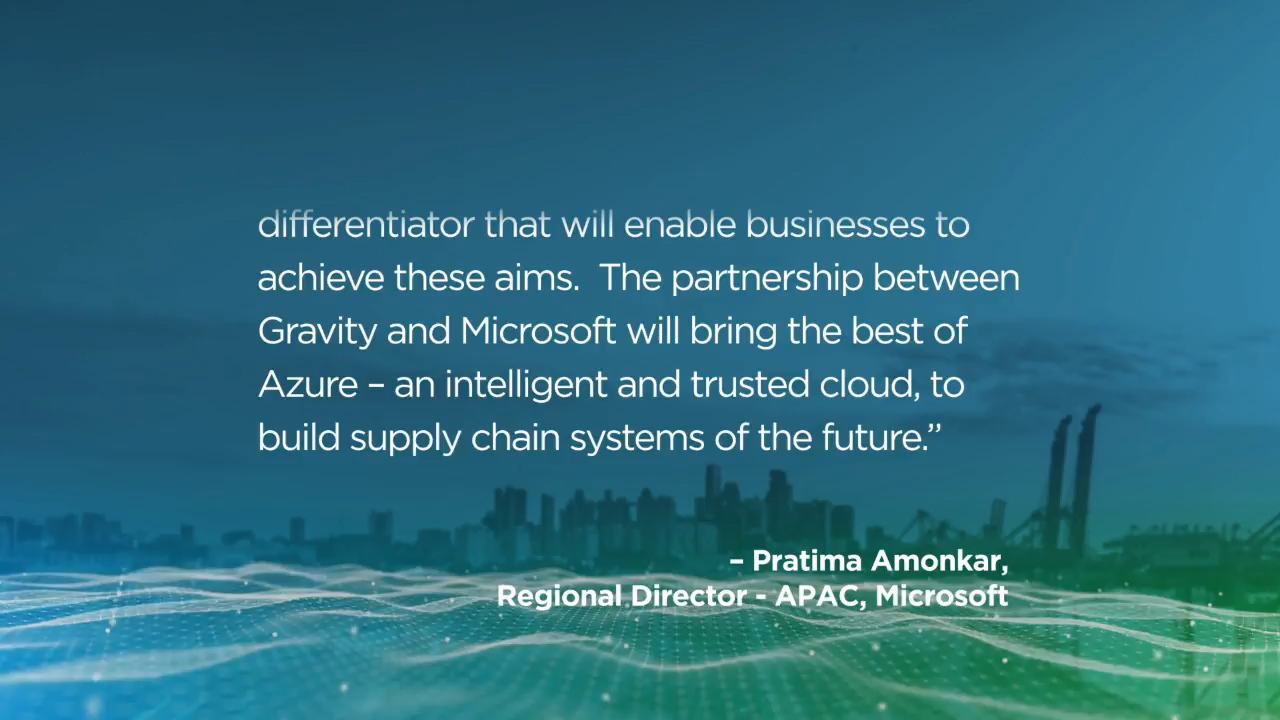 differentiator that will enable businesses to
achieve these aims.  The partnership between
Gravity and Microsoft will bring the best of
Azure – an intelligent and trusted cloud, to
build supply chain systems of the future.”
– Pratima Amonkar,
Regional Director - APAC, Microsoft